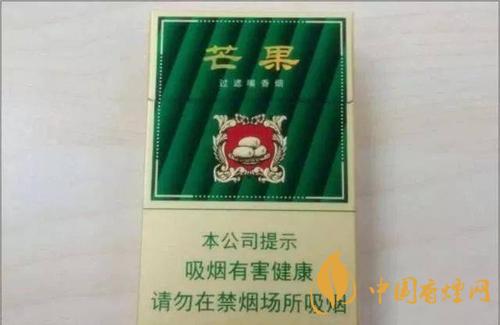 芒果
过滤嘴香烟
本公司提示
吸烟有害健康
请勿在禁烟场所吸烟
中国香烟网